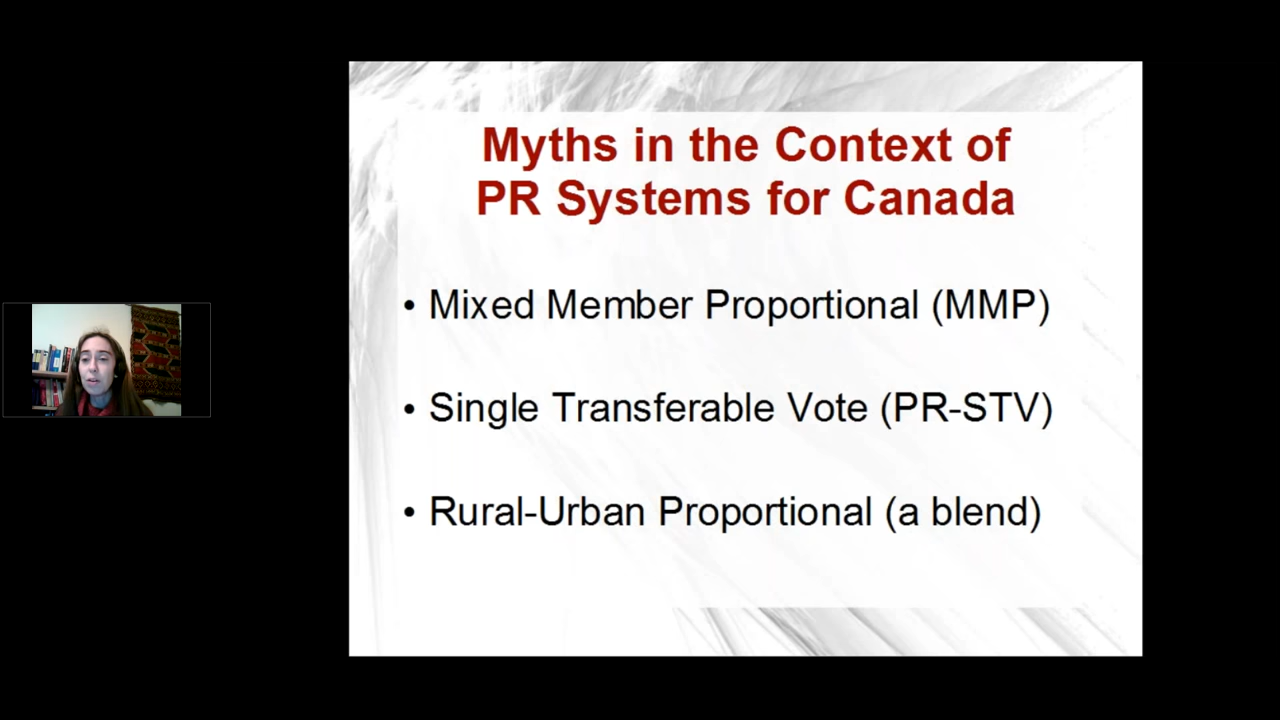 Myths in the Context of
PR Systems for Canada
• Mixed Member Proportional (MMP)
• Single Transferable Vote (PR-STV)
• Rural-Urban Proportional (a blend)